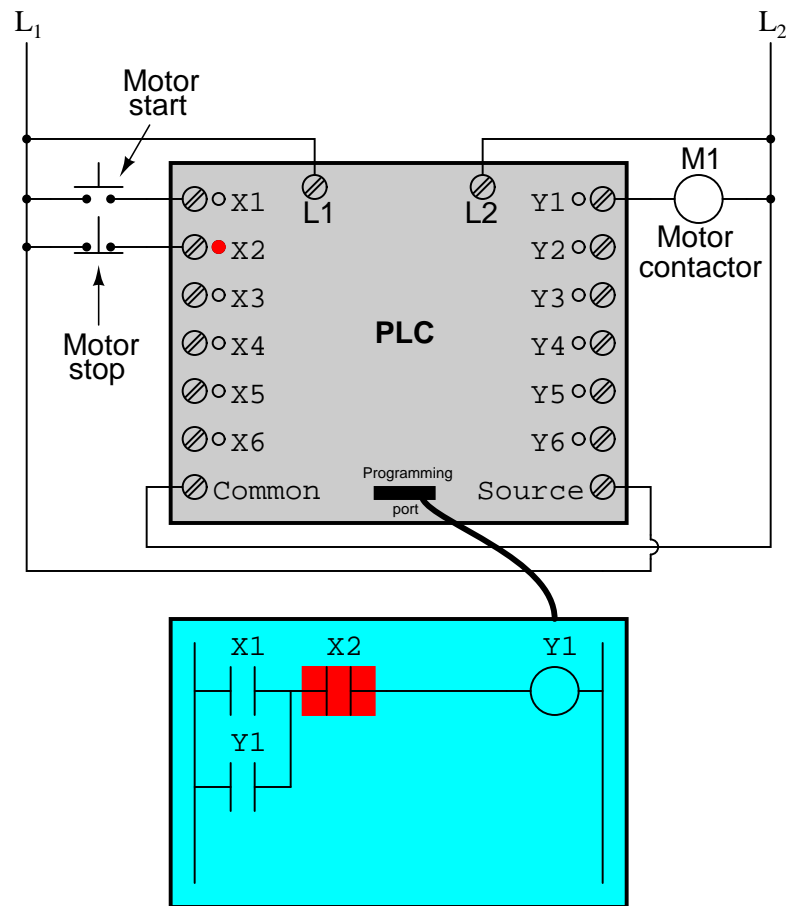 L1
L2
Motor
start
M1
X1
L1
L2
Y1
X2
Y2
Motor
contactor
X3
Y3
PLC
Motor
stop
X4
Y4
X5
Y5
X6
Y6
Programming
port
Common
Source
X1
X2
Y1
Y1